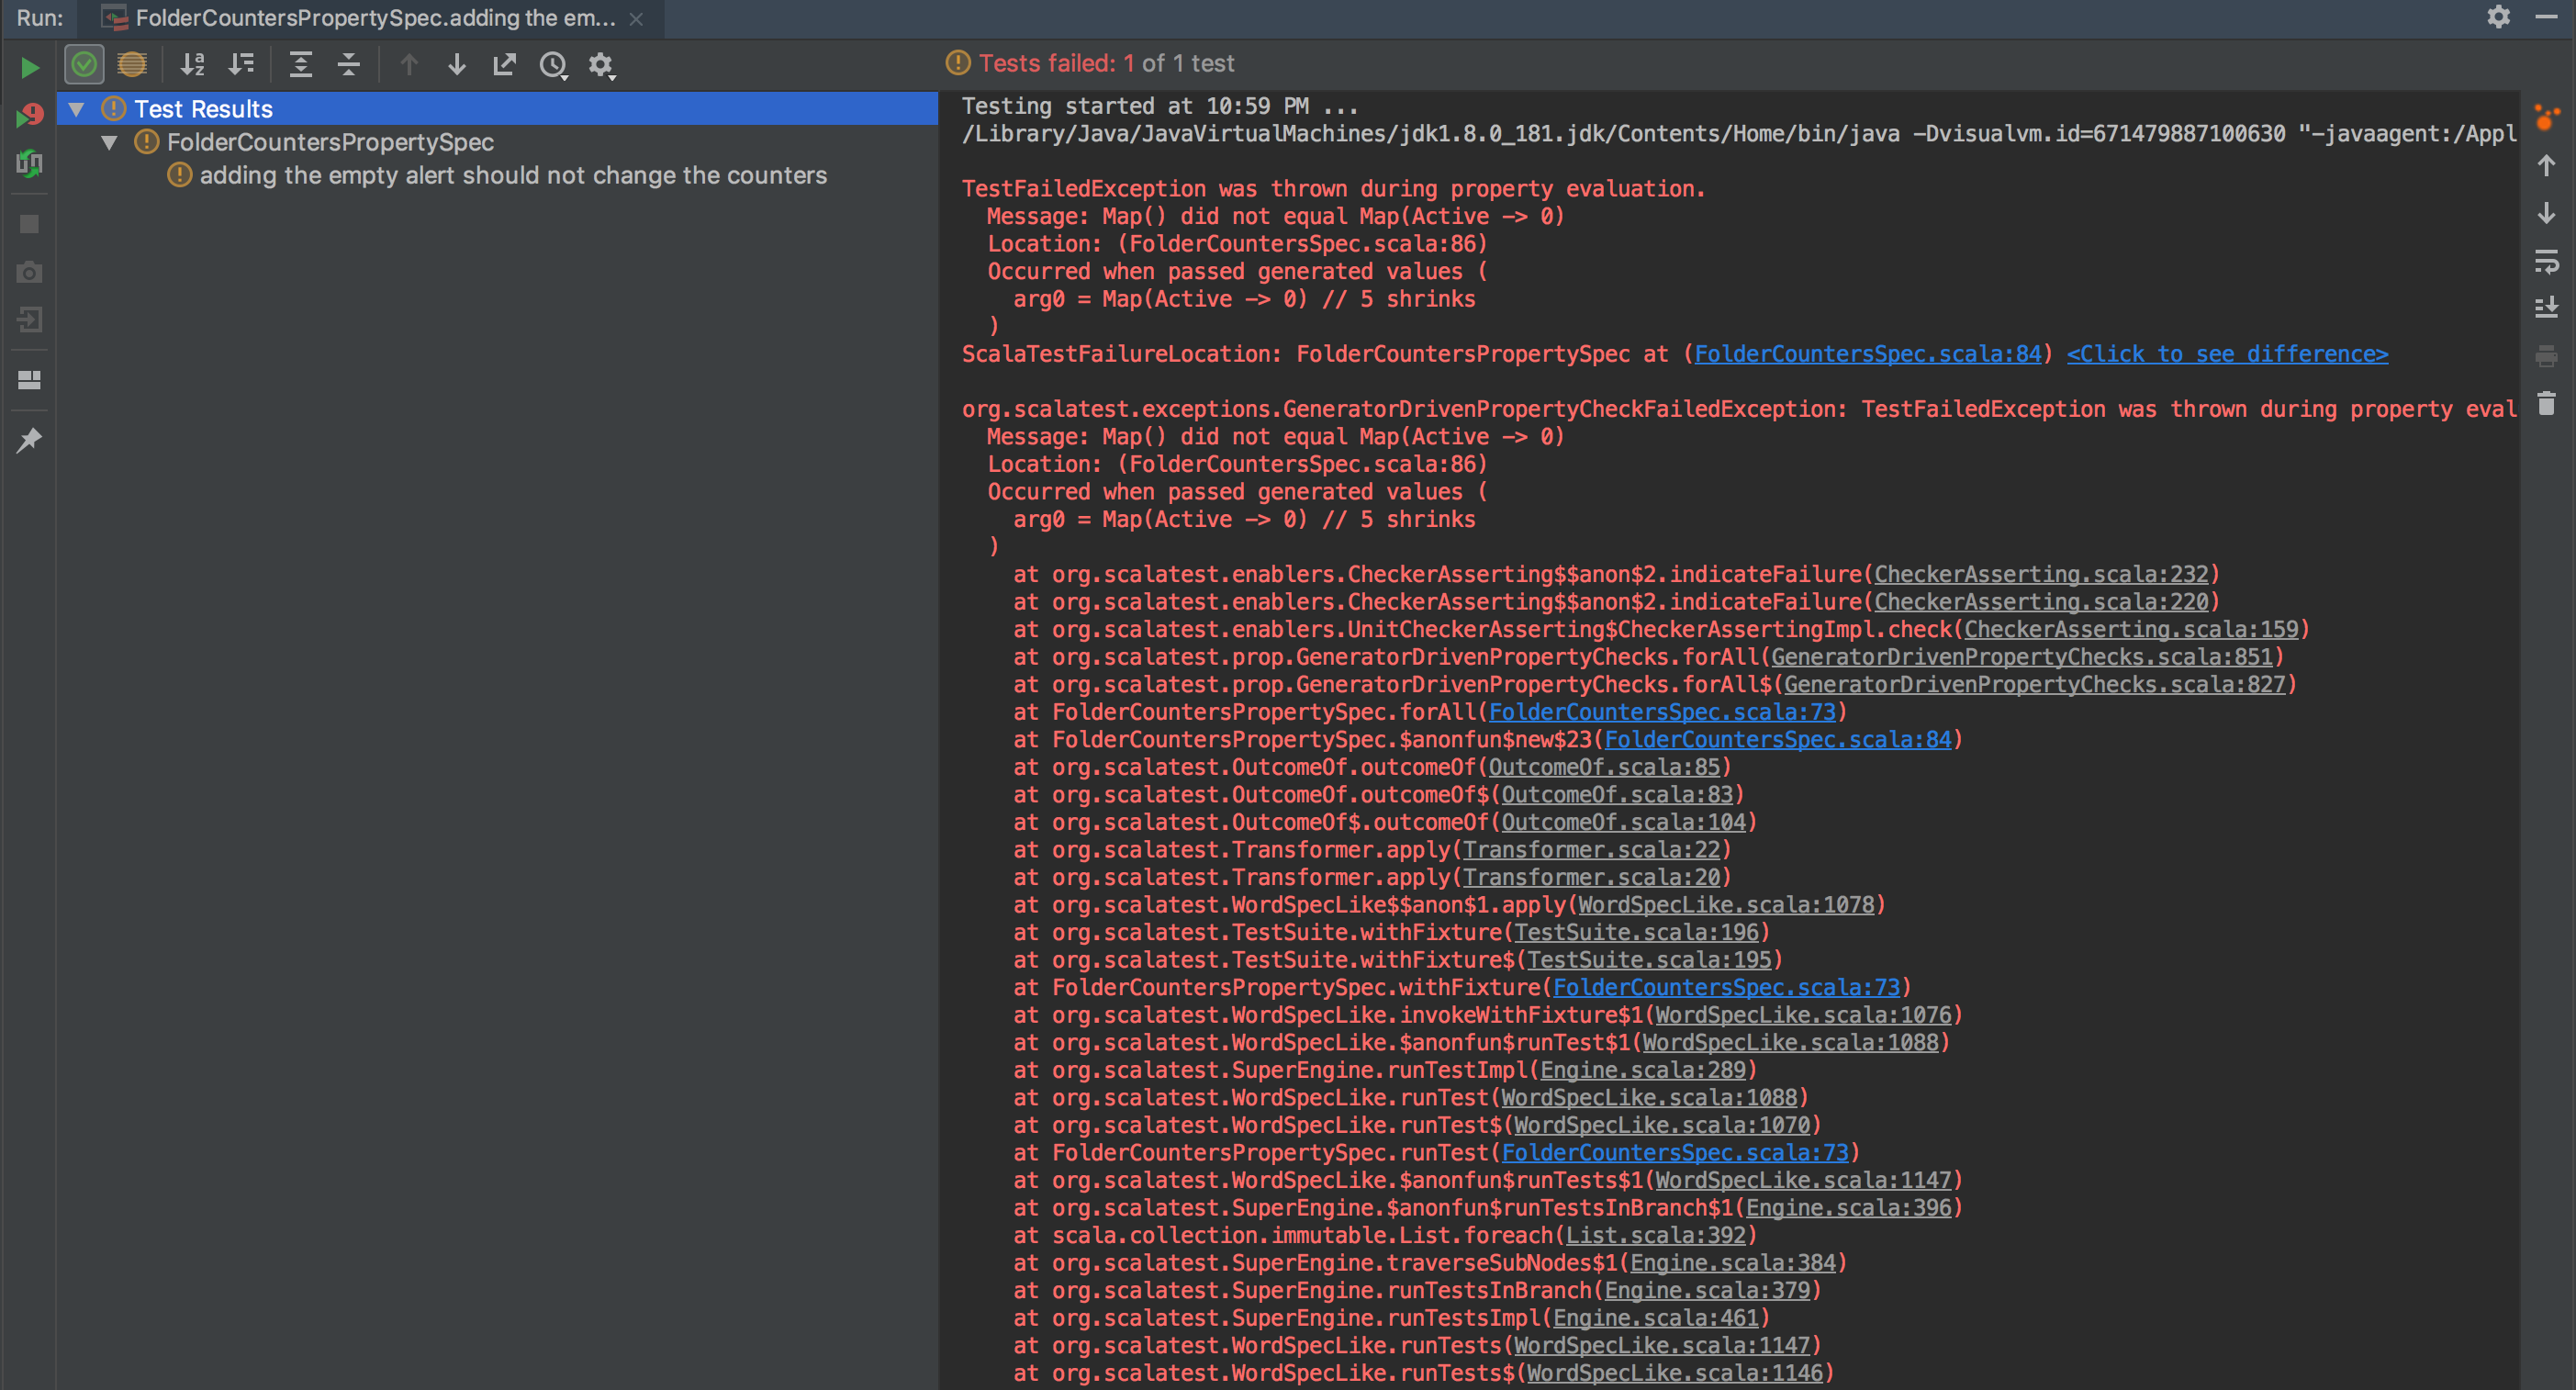 Run: FolderCountersPropertySpec.adding the em...
Tests failed: 1 of 1 test
Test Results
FolderCountersPropertySpec
adding the empty alert should not change the counters
Testing started at 10:59 PM ...
/Library/Java/JavaVirtualMachines/jdk1.8.0_181.jdk/Contents/Home/bin/java -Dvisualvm.id=671479887100630 "-javaagent:/Appl
TestFailedException was thrown during property evaluation.
Message: Map() did not equal Map(Active -> 0)
Location: (FolderCountersSpec.scala:86)
Occurred when passed generated values (
arg0 = Map(Active -> 0) // 5 shrinks
)
ScalaTestFailureLocation: FolderCountersPropertySpec at (FolderCountersSpec.scala:84) <Click to see difference>
org.scalatest.exceptions.GeneratorDrivenPropertyCheckFailedException: TestFailedException was thrown during property eval
Message: Map() did not equal Map(Active -> 0)
Location: (FolderCountersSpec.scala:86)
Occurred when passed generated values (
arg0 = Map(Active -> 0) // 5 shrinks
)
at org.scalatest.enablers.CheckerAsserting$$anon$2.indicateFailure(CheckerAsserting.scala:232)
at org.scalatest.enablers.CheckerAsserting$$anon$2.indicateFailure(CheckerAsserting.scala:220)
at org.scalatest.enablers.UnitCheckerAsserting$CheckerAssertingImpl.check(CheckerAsserting.scala:159)
at org.scalatest.prop.GeneratorDrivenPropertyChecks.forAll(GeneratorDrivenPropertyChecks.scala:851)
at org.scalatest.prop.GeneratorDrivenPropertyChecks.forAll$(GeneratorDrivenPropertyChecks.scala:827)
at FolderCountersPropertySpec.forAll(FolderCountersSpec.scala:73)
at FolderCountersPropertySpec.$anonfun$new$23(FolderCountersSpec.scala:84)
at org.scalatest.OutcomeOf.outcomeOf(OutcomeOf.scala:85)
at org.scalatest.OutcomeOf.outcomeOf$(OutcomeOf.scala:83)
at org.scalatest.OutcomeOf$.outcomeOf(OutcomeOf.scala:104)
at org.scalatest.Transformer.apply(Transformer.scala:22)
at org.scalatest.Transformer.apply(Transformer.scala:20)
at org.scalatest.WordSpecLike$$anon$1.apply(WordSpecLike.scala:1078)
at org.scalatest.TestSuite.withFixture(TestSuite.scala:196)
at org.scalatest.TestSuite.withFixture$(TestSuite.scala:195)
at FolderCountersPropertySpec.withFixture(FolderCountersSpec.scala:73)
at org.scalatest.WordSpecLike.invokeWithFixture$1(WordSpecLike.scala:1076)
at org.scalatest.WordSpecLike.$anonfun$runTest$1(WordSpecLike.scala:1088)
at org.scalatest.SuperEngine.runTestImpl(Engine.scala:289)
at org.scalatest.WordSpecLike.runTest(WordSpecLike.scala:1088)
at org.scalatest.WordSpecLike.runTest$(WordSpecLike.scala:1070)
at FolderCountersPropertySpec.runTest(FolderCountersSpec.scala:73)
at org.scalatest.WordSpecLike.$anonfun$runTests$1(WordSpecLike.scala:1147)
at org.scalatest.SuperEngine.$anonfun$runTestsInBranch$1(Engine.scala:396)
at scala.collection.immutable.List.foreach(List.scala:392)
at org.scalatest.SuperEngine.traverseSubNodes$1(Engine.scala:384)
at org.scalatest.SuperEngine.runTestsInBranch(Engine.scala:379)
at org.scalatest.SuperEngine.runTestsImpl(Engine.scala:461)
at org.scalatest.WordSpecLike.runTests(WordSpecLike.scala:1147)
at org.scalatest.WordSpecLike.runTests$(WordSpecLike.scala:1146)